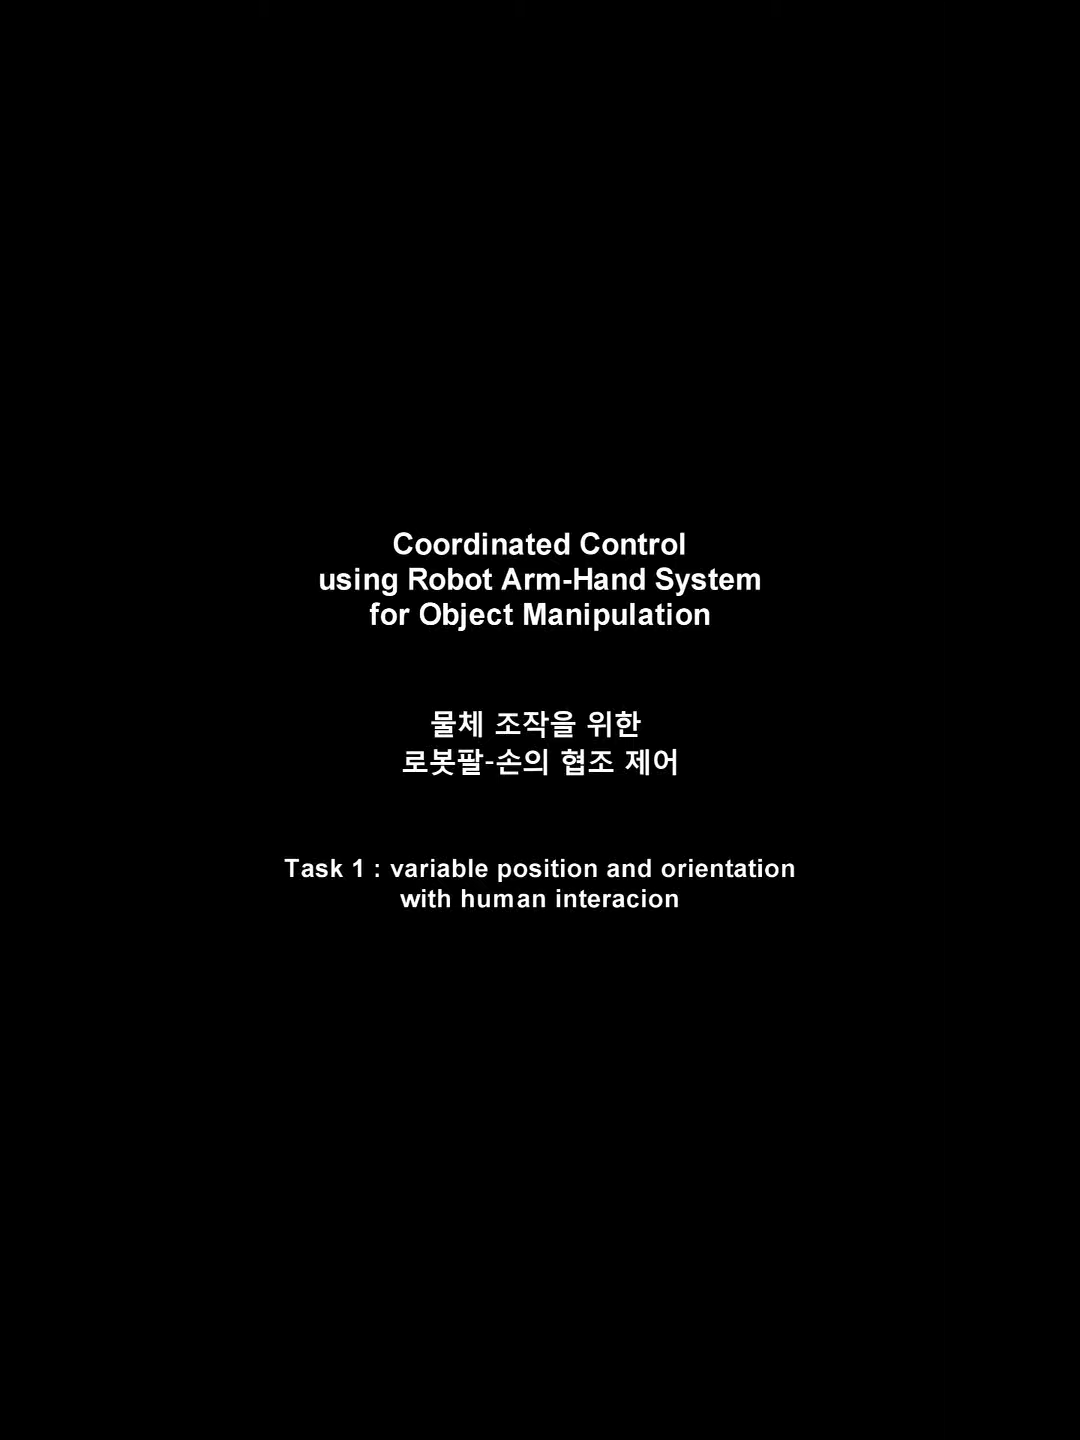 Coordinated Control
using Robot Arm-Hand System
for Object Manipulation
물체 조작을 위한
로봇팔-손의 협조 제어
Task 1 : variable position and orientation
with human interacion